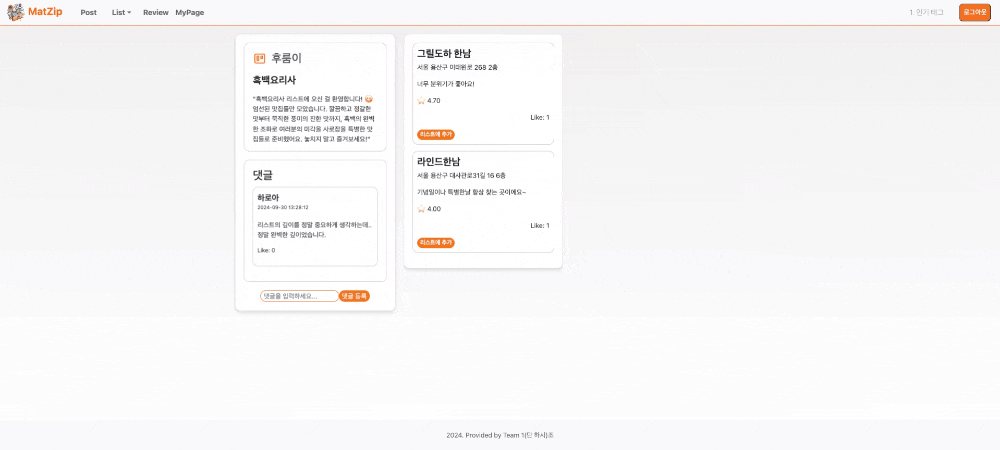 MatZip
Post
List
Review
MyPage
1. 인기 태그
로그아웃
후룸이
흑백요리사
"흑백요리사 리스트에 오신 걸 환영합니다!
엄선된 맛집들만 모았습니다. 깔끔하고 정갈한
맛부터 묵직한 풍미의 진한 맛까지, 흑백의 완벽
한 조화로 여러분의 미각을 사로잡을 특별한 맛
집들로 준비했어요. 놓치지 말고 즐겨보세요!"
댓글
하로아
2024-09-30 13:28:12
리스트의 깊이를 정말 중요하게 생각하는데..
정말 완벽한 깊이였습니다.
Like: 0
댓글을 입력하세요...
댓글 등록
그릴도하 한남
서울 용산구 이태원로 268 2층
너무 분위기가 좋아요!
4.70
Like: 1
리스트에 추가
라인드한남
서울 용산구 대사관로31길 16 6층
기념일이나 특별한날 항상 찾는 곳이에요~
4.00
Like: 1
리스트에 추가
2024. Provided by Team 1(딘 하시)조